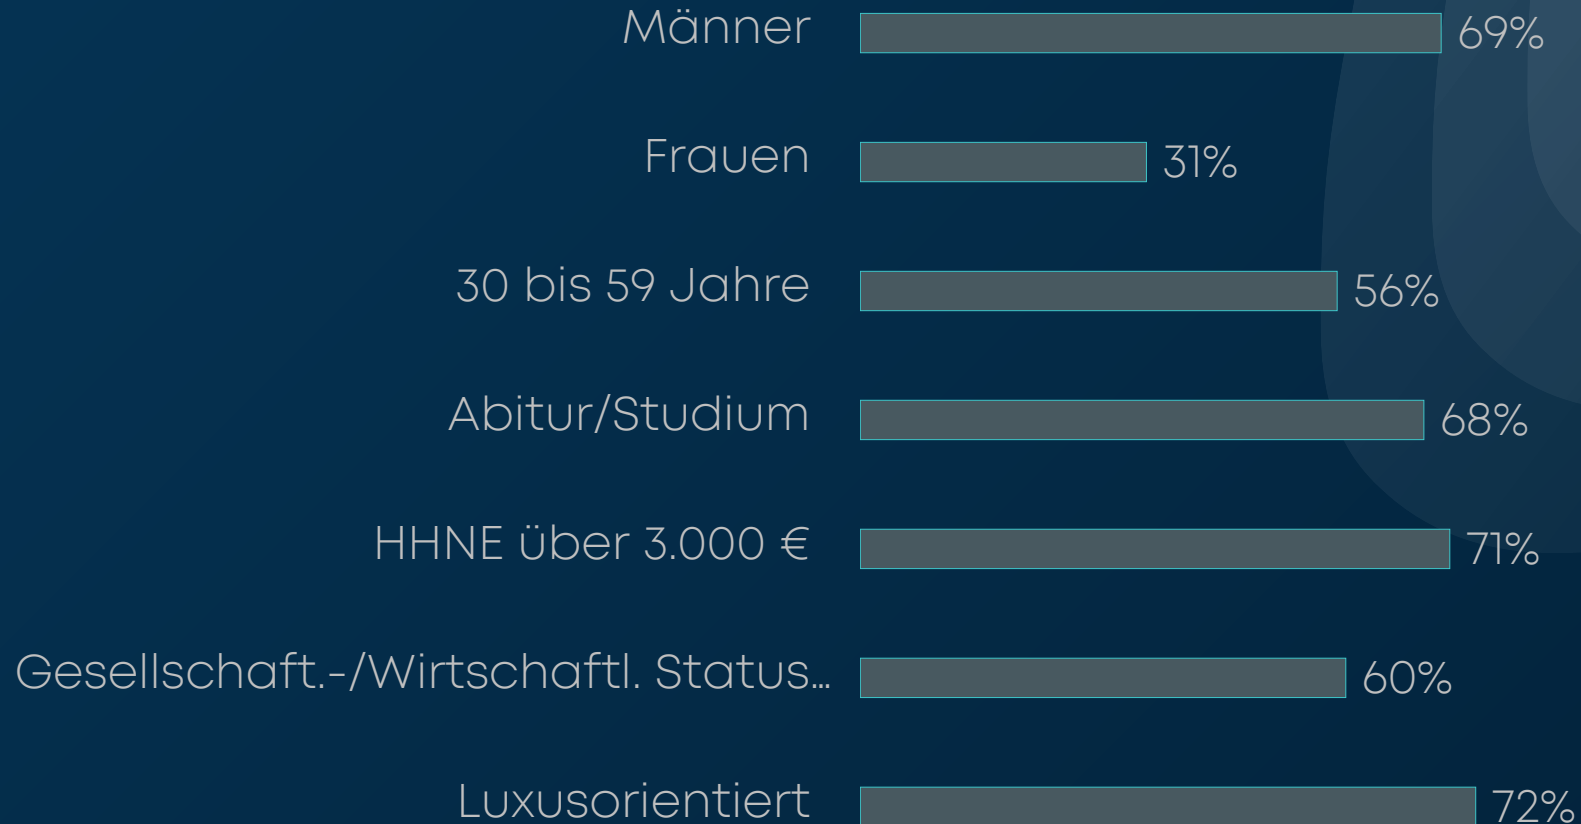 Männer 69%
Frauen 31%
30 bis 59 Jahre 56%
Abitur/Studium 68%
HHNE über 3.000 € 71%
Gesellschaft.-/Wirtschaftl. Status... 60%
Luxusorientiert 72%